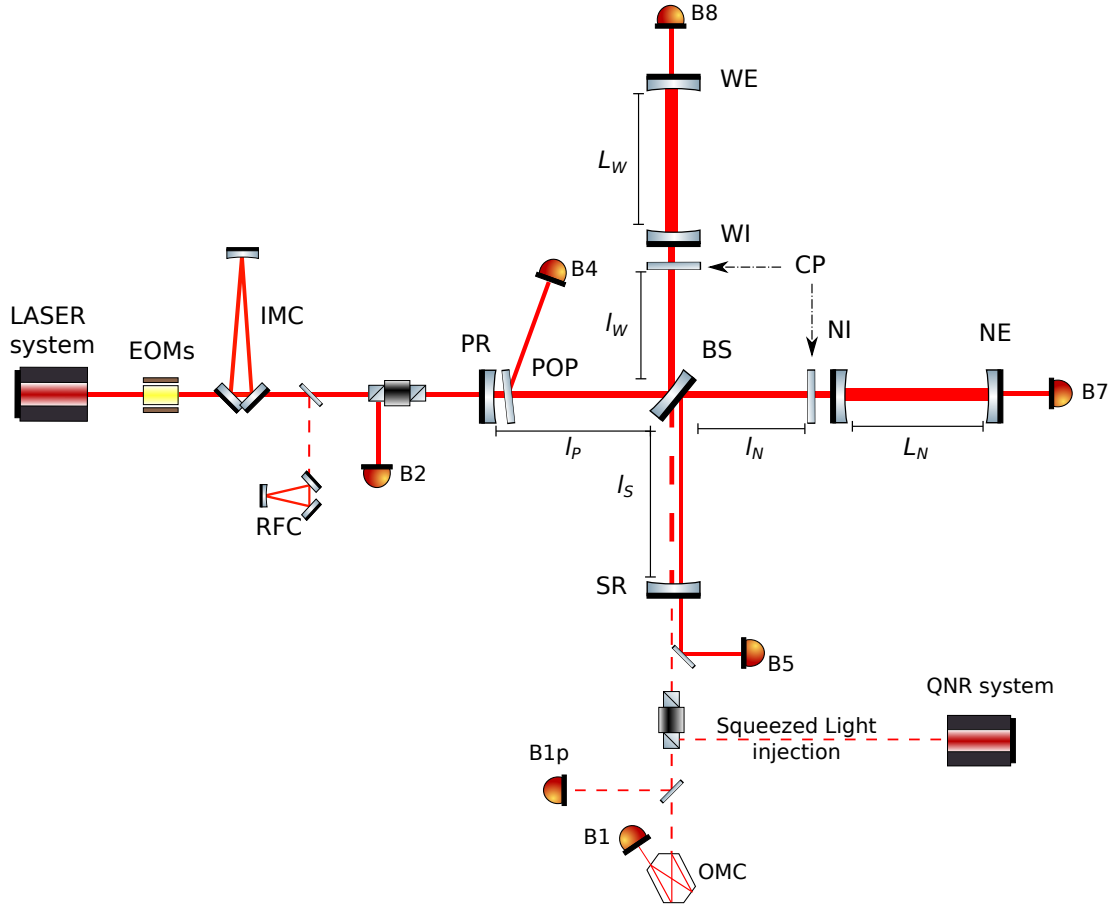 B8
WE
L_W
WI
CP
B4
LASER
system
IMC
EOMs
l_W
PR
POP
BS
NI
NE
B7
l_P
l_N
L_N
B2
l_S
RFC
SR
B5
QNR system
Squeezed Light
injection
B1p
B1
OMC